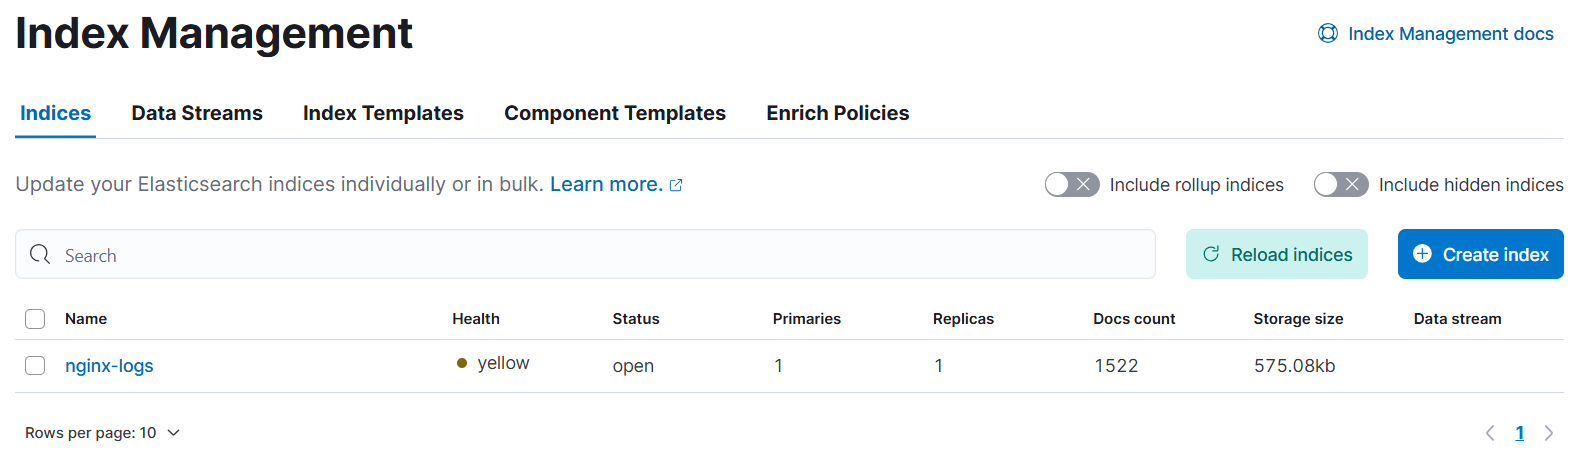 Index Management
Index Management docs
Indices Data Streams Index Templates Component Templates Enrich Policies
Update your Elasticsearch indices individually or in bulk. Learn more. Include rollup indices Include hidden indices
Search Reload indices Create index
Name Health Status Primaries Replicas Docs count Storage size Data stream
nginx-logs yellow open 1 1 1522 575.08kb
Rows per page: 10 1